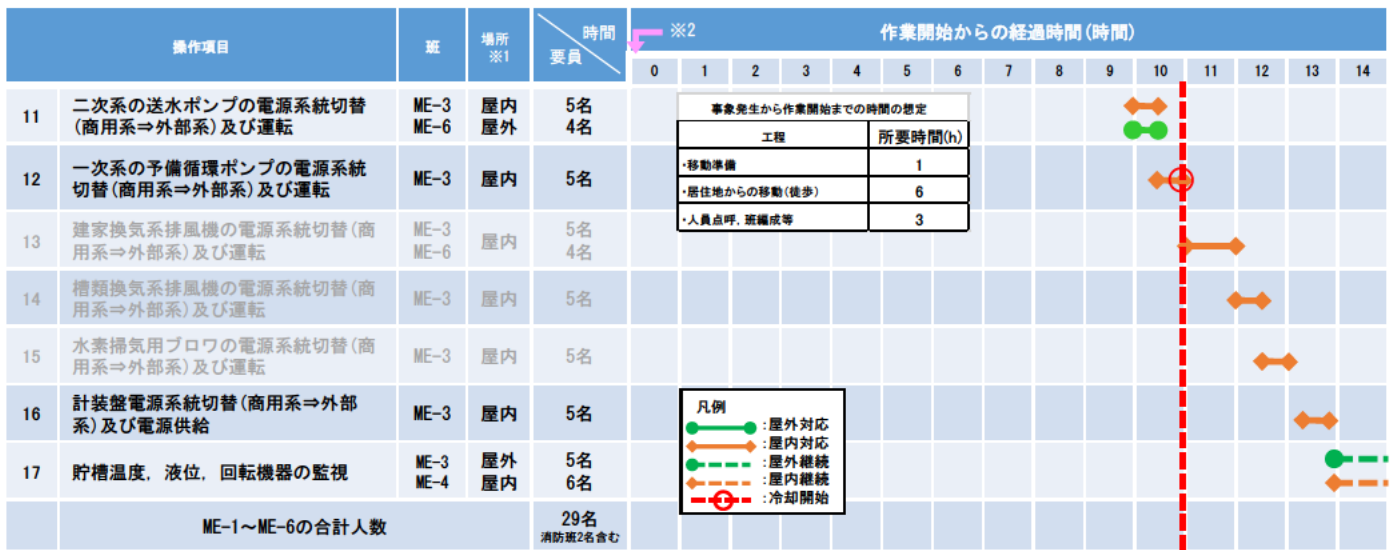 操作項目
班
場所
※1
時間
要員
※2
作業開始からの経過時間(時間)
0 1 2 3 4 5 6 7 8 9 10 11 12 13 14
11
二次系の送水ポンプの電源系統切替
(商用系⇒外部系)及び運転
ME-3
ME-6
屋内
屋外
5名
4名
12
一次系の予備循環ポンプの電源系統
切替(商用系⇒外部系)及び運転
ME-3
屋内
5名
13
建家換気系排風機の電源系統切替(商
用系⇒外部系)及び運転
ME-3
ME-6
屋内
5名
4名
14
槽類換気系排風機の電源系統切替(商
用系⇒外部系)及び運転
ME-3
屋内
5名
15
水素掃気用ブロワの電源系統切替(商
用系⇒外部系)及び運転
ME-3
屋内
5名
16
計装盤電源系統切替(商用系⇒外部
系)及び電源供給
ME-3
屋内
5名
17
貯槽温度，液位，回転機器の監視
ME-3
ME-4
屋外
屋内
5名
6名
ME-1～ME-6の合計人数
29名
消防班2名含む
事象発生から作業開始までの時間の想定
工程 所要時間(h)
・移動準備 1
・居住地からの移動(徒歩) 6
・人員点呼，班編成等 3
凡例
:屋外対応
:屋内対応
:屋外継続
:屋内継続
:冷却開始